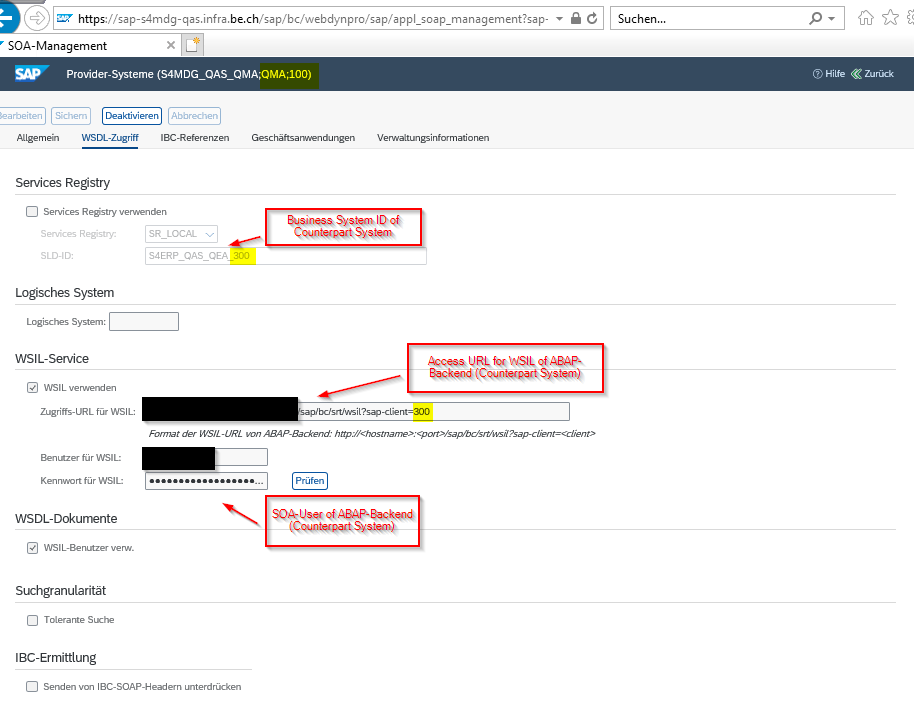 https://sap-s4mdg-qas.infra.be.ch/sap/bc/webdynpro/sap/appl_soap_management?sap-
Suchen...
SOA-Management
SAP Provider-Systeme (S4MDG_QAS_QMA;QMA;100) Hilfe Zurück
Bearbeiten Sichern Deaktivieren Abbrechen
Allgemein WSDL-Zugriff IBC-Referenzen Geschäftsanwendungen Verwaltungsinformationen
Services Registry
Services Registry verwenden
Services Registry: SR_LOCAL
SLD-ID: S4ERP_QAS_QEA_300
Business System ID of
Counterpart System
Logisches System
Logisches System:
WSIL-Service
WSIL verwenden
Access URL for WSIL of ABAP-
Backend (Counterpart System)
Zugriffs-URL für WSIL: /sap/bc/srt/wsil?sap-client=300
Format der WSIL-URL von ABAP-Backend: http://<hostname>:<port>/sap/bc/srt/wsil?sap-client=<client>
Benutzer für WSIL:
Kennwort für WSIL: ●●●●●●●●●●●●●●●●●●... Prüfen
SOA-User of ABAP-Backend
(Counterpart System)
WSDL-Dokumente
WSIL-Benutzer verw.
Suchgranularität
Tolerante Suche
IBC-Ermittlung
Senden von IBC-SOAP-Headern unterdrücken